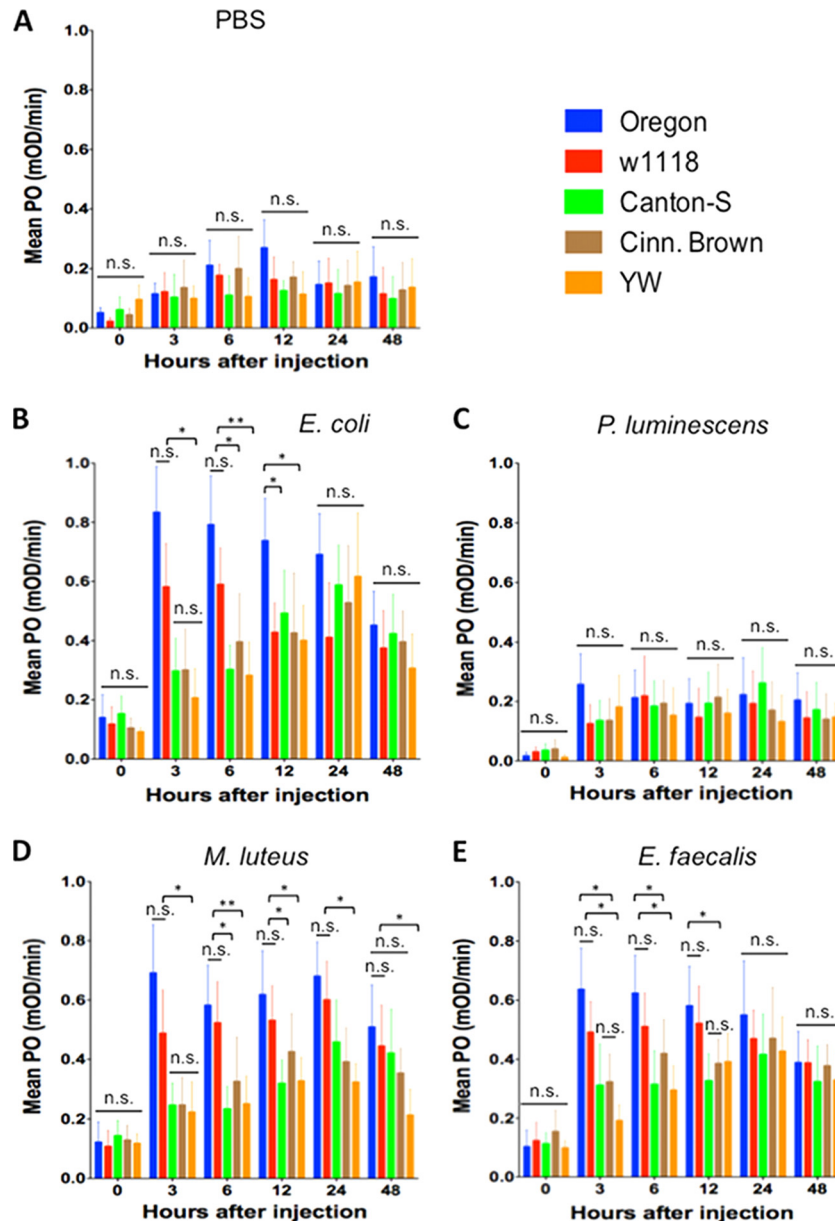 A
PBS
Mean PO (mOD/min)
1.0
0.8
0.6
0.4
0.2
0.0
n.s. n.s. n.s. n.s. n.s. n.s.
0 3 6 12 24 48
Hours after injection
Oregon
w1118
Canton-S
Cinn. Brown
YW
B
E. coli
Mean PO (mOD/min)
1.0
0.8
0.6
0.4
0.2
0.0
n.s.
n.s. * n.s.
n.s. * **
* *
n.s.
n.s.
0 3 6 12 24 48
Hours after injection
C
P. luminescens
Mean PO (mOD/min)
1.0
0.8
0.6
0.4
0.2
0.0
n.s. n.s. n.s. n.s. n.s. n.s.
0 3 6 12 24 48
Hours after injection
D
M. luteus
Mean PO (mOD/min)
1.0
0.8
0.6
0.4
0.2
0.0
n.s.
n.s. * n.s.
n.s. * **
n.s. * *
n.s. *
n.s. n.s. *
0 3 6 12 24 48
Hours after injection
E
E. faecalis
Mean PO (mOD/min)
1.0
0.8
0.6
0.4
0.2
0.0
n.s.
n.s. * * n.s.
n.s. * *
n.s. * n.s.
n.s.
n.s.
0 3 6 12 24 48
Hours after injection